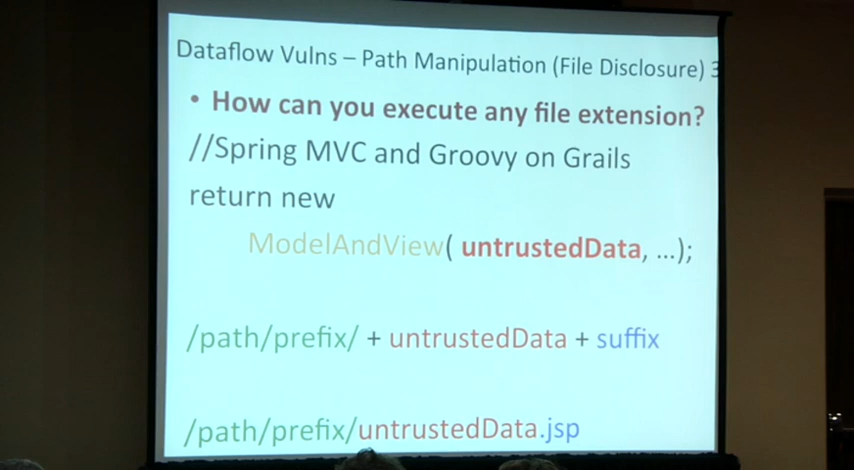 Dataflow Vulns – Path Manipulation (File Disclosure) 3
• How can you execute any file extension?
//Spring MVC and Groovy on Grails
return new
ModelAndView( untrustedData, ...);
/path/prefix/ + untrustedData + suffix
/path/prefix/untrustedData.jsp